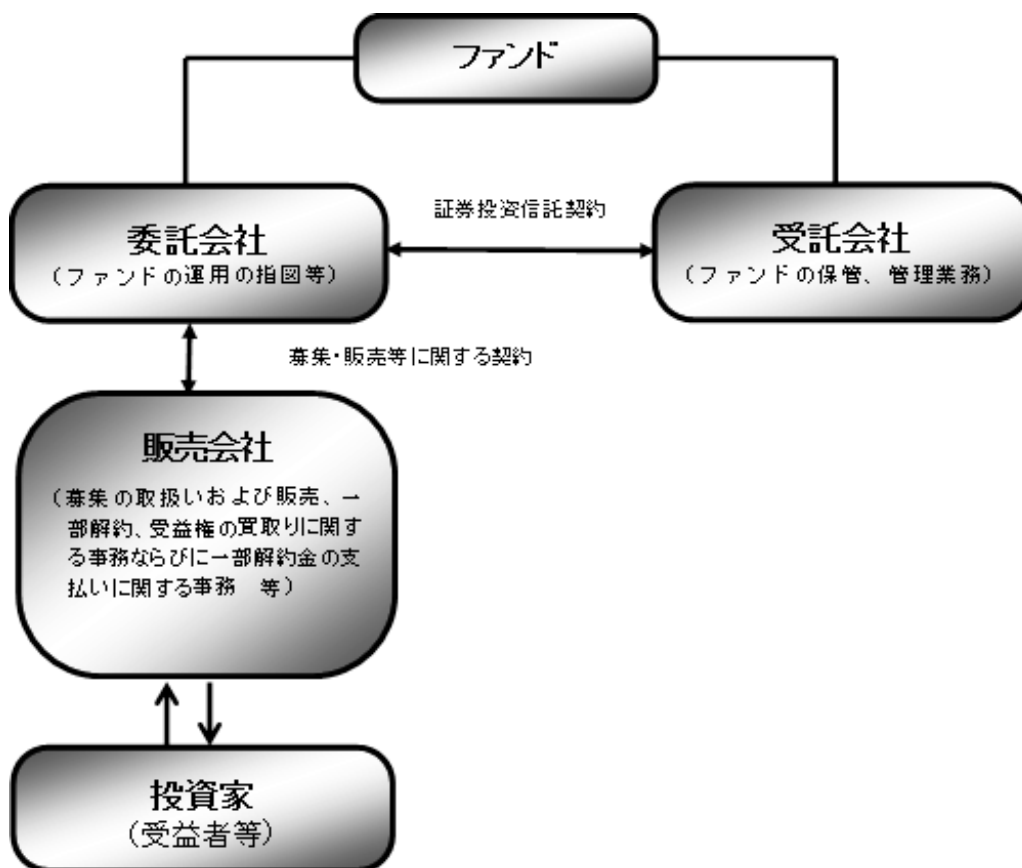 ファンド
証券投資信託契約
委託会社
(ファンドの運用の指図等)
受託会社
(ファンドの保管、管理業務)
募集・販売等に関する契約
販売会社
(募集の取扱いおよび販売、一
部解約、受益権の買取りに関す
る事務ならびに一部解約金の支
払いに関する事務　等)
投資家
(受益者等)